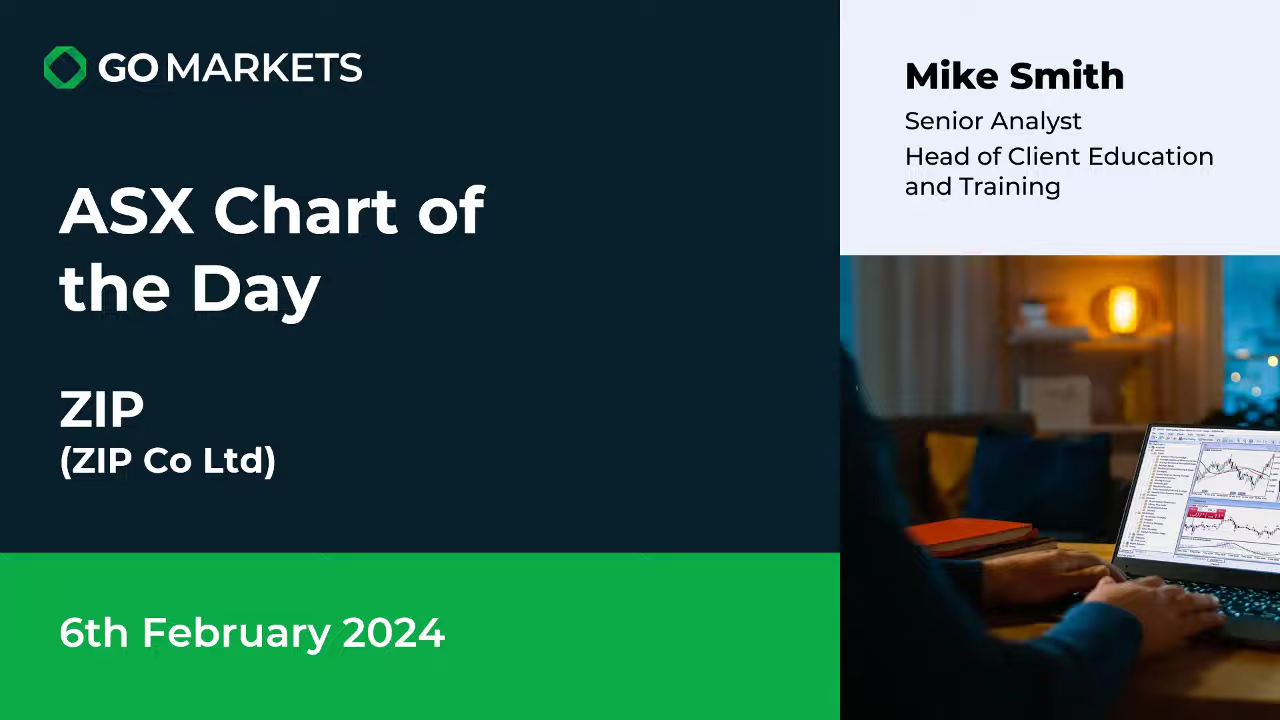 GO MARKETS
ASX Chart of
the Day
ZIP
(ZIP Co Ltd)
6th February 2024
Mike Smith
Senior Analyst
Head of Client Education
and Training